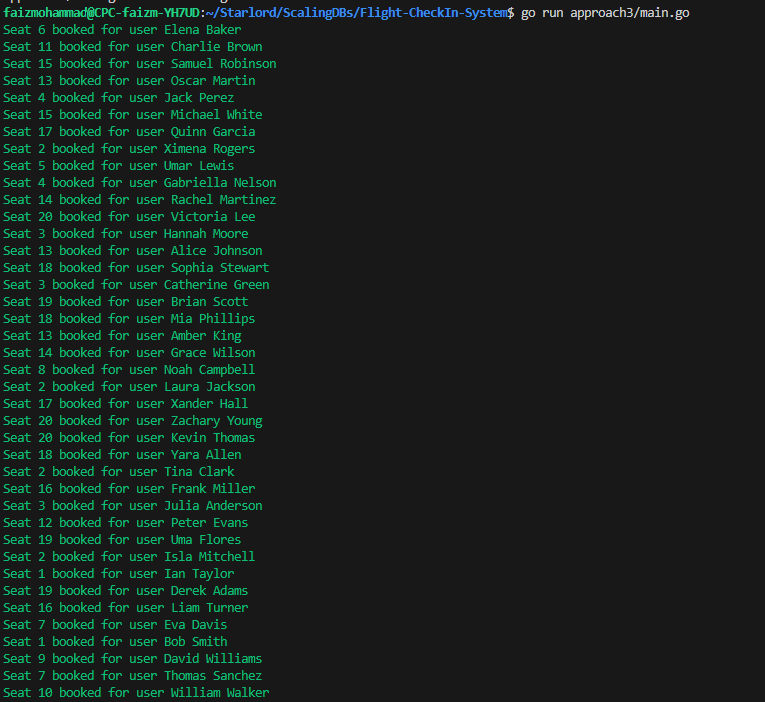 faizmohammad@CPC-faizm-YH7UD:~/Starlord/ScalingDBs/Flight-CheckIn-System$ go run approach3/main.go
Seat 6 booked for user Elena Baker
Seat 11 booked for user Charlie Brown
Seat 15 booked for user Samuel Robinson
Seat 13 booked for user Oscar Martin
Seat 4 booked for user Jack Perez
Seat 15 booked for user Michael White
Seat 17 booked for user Quinn Garcia
Seat 2 booked for user Ximena Rogers
Seat 5 booked for user Umar Lewis
Seat 4 booked for user Gabriella Nelson
Seat 14 booked for user Rachel Martinez
Seat 20 booked for user Victoria Lee
Seat 3 booked for user Hannah Moore
Seat 13 booked for user Alice Johnson
Seat 18 booked for user Sophia Stewart
Seat 3 booked for user Catherine Green
Seat 19 booked for user Brian Scott
Seat 18 booked for user Mia Phillips
Seat 13 booked for user Amber King
Seat 14 booked for user Grace Wilson
Seat 8 booked for user Noah Campbell
Seat 2 booked for user Laura Jackson
Seat 17 booked for user Xander Hall
Seat 20 booked for user Zachary Young
Seat 20 booked for user Kevin Thomas
Seat 18 booked for user Yara Allen
Seat 2 booked for user Tina Clark
Seat 16 booked for user Frank Miller
Seat 3 booked for user Julia Anderson
Seat 12 booked for user Peter Evans
Seat 19 booked for user Uma Flores
Seat 2 booked for user Isla Mitchell
Seat 1 booked for user Ian Taylor
Seat 19 booked for user Derek Adams
Seat 16 booked for user Liam Turner
Seat 7 booked for user Eva Davis
Seat 1 booked for user Bob Smith
Seat 9 booked for user David Williams
Seat 7 booked for user Thomas Sanchez
Seat 10 booked for user William Walker